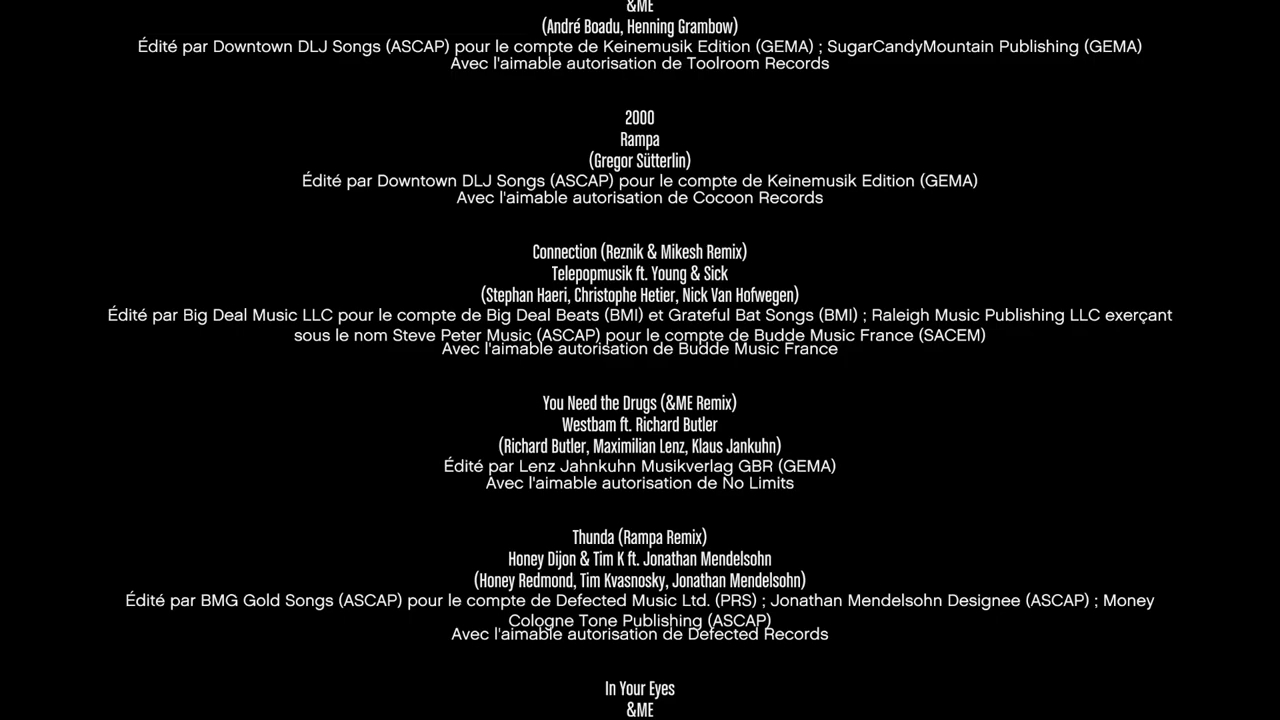 &ME
(André Boadu, Henning Grambow)
Édité par Downtown DLJ Songs (ASCAP) pour le compte de Keinemusik Edition (GEMA) ; SugarCandyMountain Publishing (GEMA)
Avec l'aimable autorisation de Toolroom Records
2000
Rampa
(Gregor Sütterlin)
Édité par Downtown DLJ Songs (ASCAP) pour le compte de Keinemusik Edition (GEMA)
Avec l'aimable autorisation de Cocoon Records
Connection (Reznik & Mikesh Remix)
Telepopmusik ft. Young & Sick
(Stephan Haeri, Christophe Hetier, Nick Van Hofwegen)
Édité par Big Deal Music LLC pour le compte de Big Deal Beats (BMI) et Grateful Bat Songs (BMI) ; Raleigh Music Publishing LLC exerçant
sous le nom Steve Peter Music (ASCAP) pour le compte de Budde Music France (SACEM)
Avec l'aimable autorisation de Budde Music France
You Need the Drugs (&ME Remix)
Westbam ft. Richard Butler
(Richard Butler, Maximilian Lenz, Klaus Jankuhn)
Édité par Lenz Jahnkuhn Musikverlag GBR (GEMA)
Avec l'aimable autorisation de No Limits
Thunda (Rampa Remix)
Honey Dijon & Tim K ft. Jonathan Mendelsohn
(Honey Redmond, Tim Kvasnosky, Jonathan Mendelsohn)
Édité par BMG Gold Songs (ASCAP) pour le compte de Defected Music Ltd. (PRS) ; Jonathan Mendelsohn Designee (ASCAP) ; Money
Cologne Tone Publishing (ASCAP)
Avec l'aimable autorisation de Defected Records
In Your Eyes
&ME